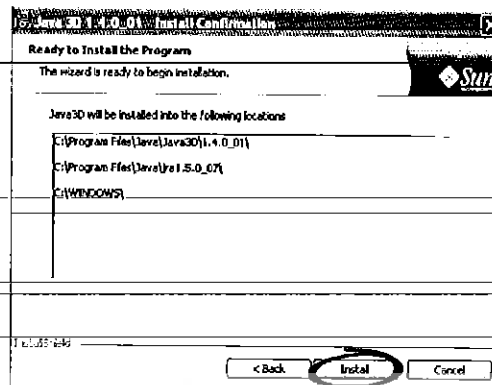 Java 3D 1.4.0_01 - Install Confirmation
Ready to Install the Program
The wizard is ready to begin installation.
Sun
Java3D will be installed into the following locations
C:\Program Files\Java\Java3D\1.4.0_01\
C:\Program Files\Java\jre1.5.0_07\
C:\WINDOWS\
InstallShield
< Back
Install
Cancel